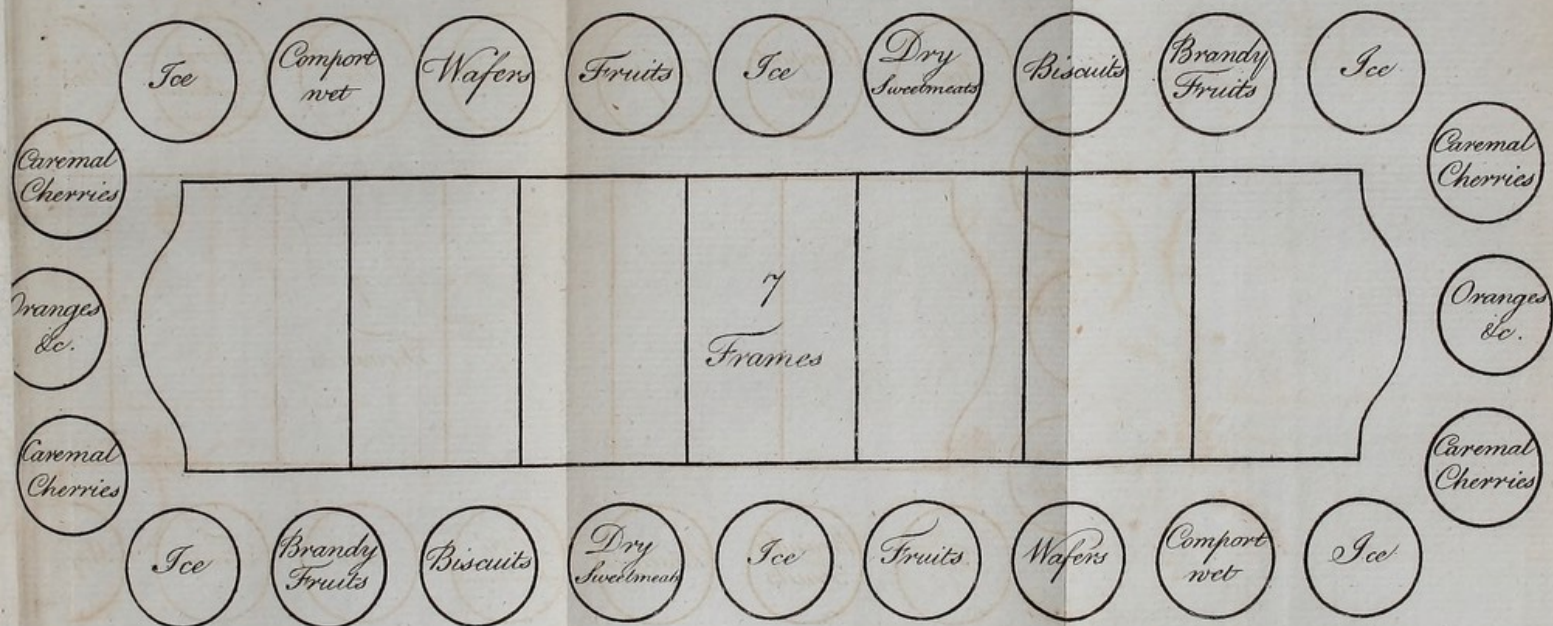 Ice
Comport
wet
Wafers
Fruits
Ice
Dry
Sweetmeats
Biscuits
Brandy
Fruits
Ice
Caremal
Cherries
Caremal
Cherries
Oranges
&c.
7
Frames
Oranges
&c.
Caremal
Cherries
Caremal
Cherries
Ice
Brandy
Fruits
Biscuits
Dry
Sweetmeats
Ice
Fruits
Wafers
Comport
wet
Ice